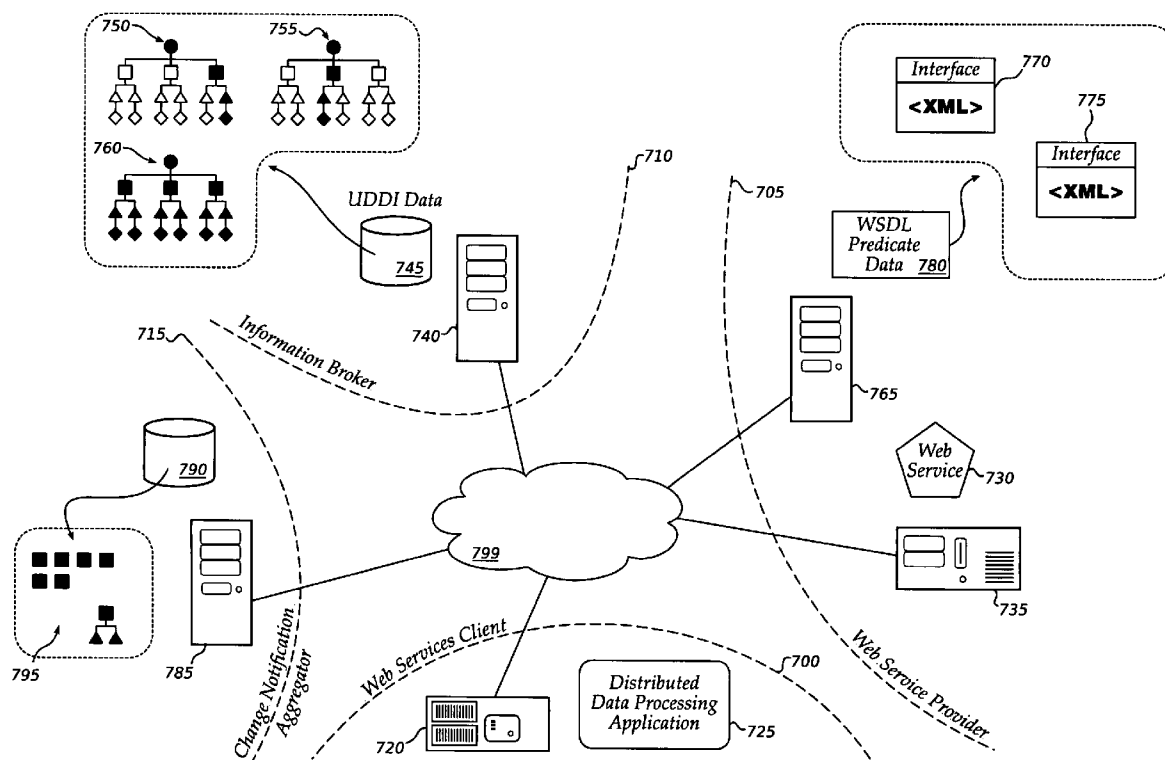 750
755
760
UDDI Data
745
710
705
Interface
<XML>
770
775
Interface
<XML>
WSDL
Predicate
Data
780
740
765
715
Information Broker
790
Web
Service
730
799
735
795
785
Change Notification
Aggregator
Web Services Client
700
Web Service Provider
720
Distributed
Data Processing
Application
725